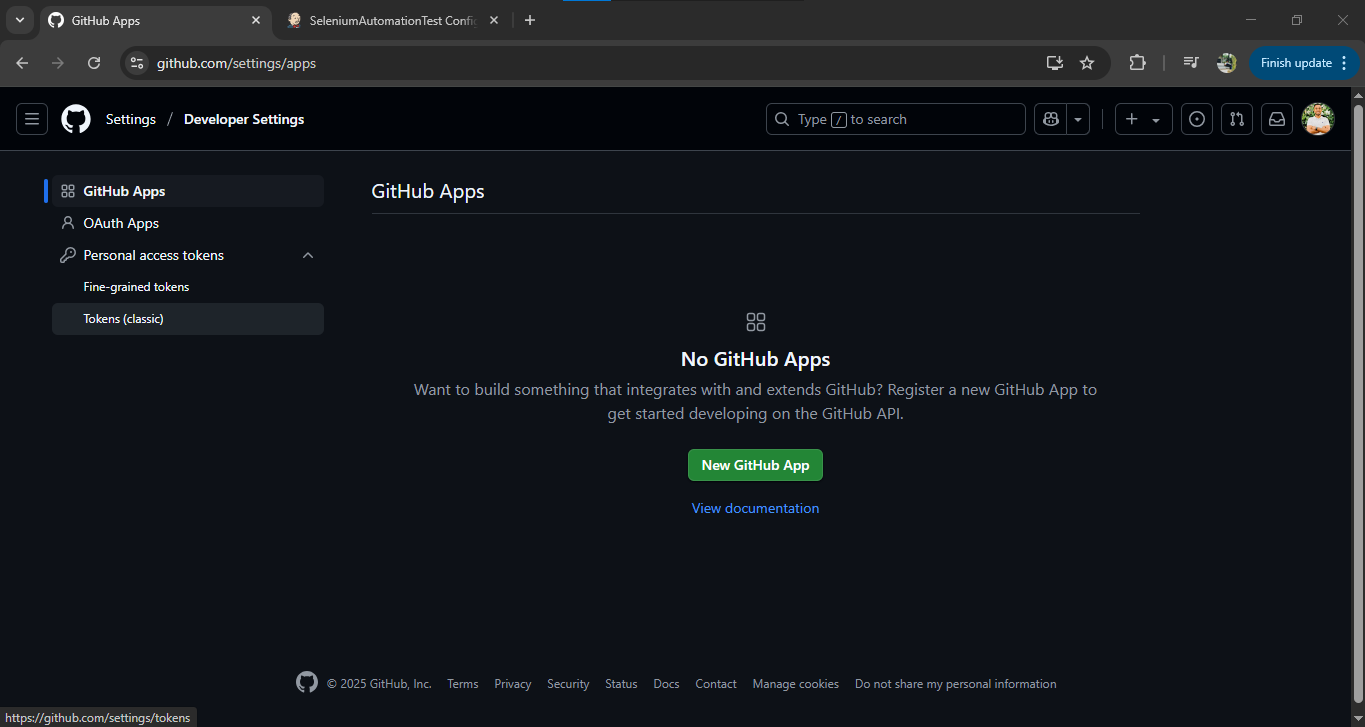 GitHub Apps
SeleniumAutomationTest Config
github.com/settings/apps
Finish update
Settings / Developer Settings
Type / to search
GitHub Apps
OAuth Apps
Personal access tokens
Fine-grained tokens
Tokens (classic)
GitHub Apps
No GitHub Apps
Want to build something that integrates with and extends GitHub? Register a new GitHub App to
get started developing on the GitHub API.
New GitHub App
View documentation
© 2025 GitHub, Inc. Terms Privacy Security Status Docs Contact Manage cookies Do not share my personal information
https://github.com/settings/tokens